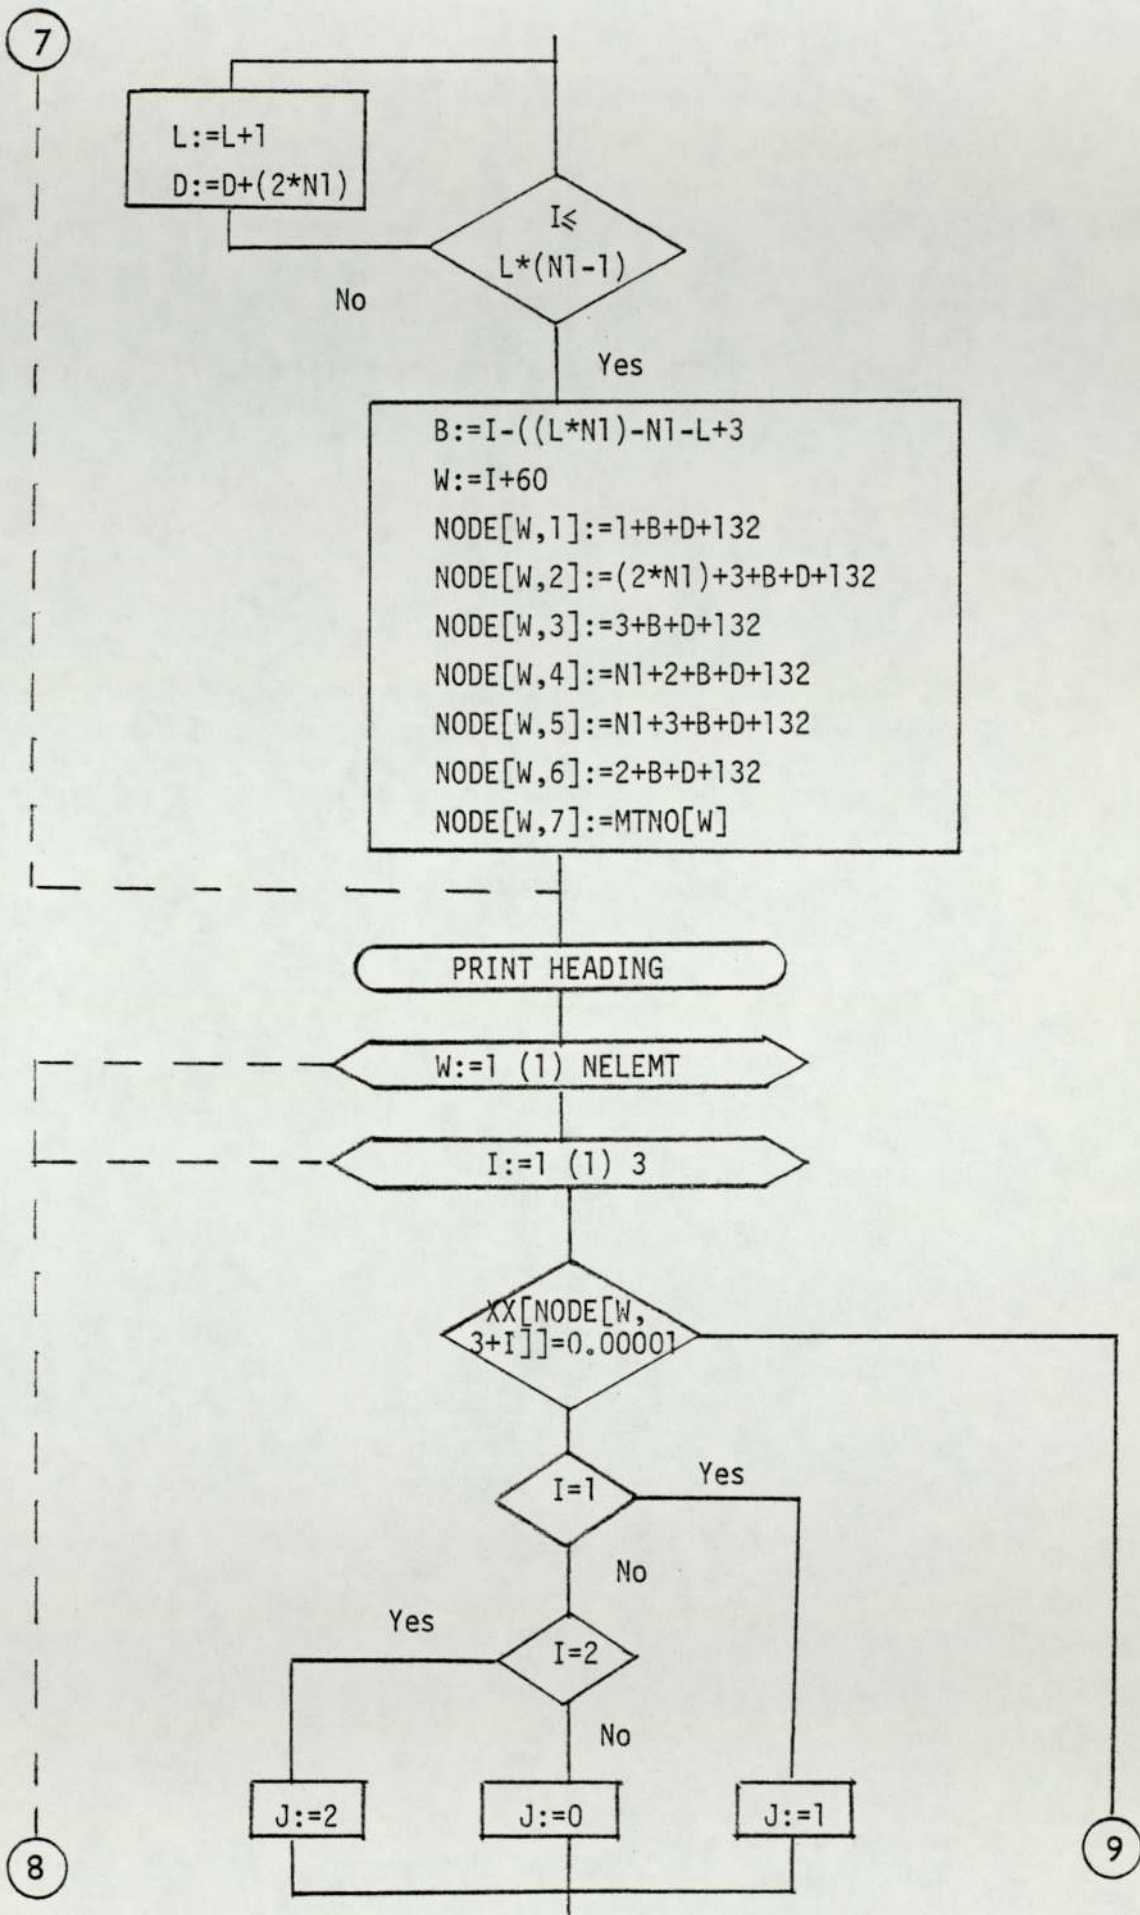 7
L:=L+1
D:=D+(2*N1)
I≤
L*(N1-1)
No
Yes
B:=I-((L*N1)-N1-L+3
W:=I+60
NODE[W,1]:=1+B+D+132
NODE[W,2]:=(2*N1)+3+B+D+132
NODE[W,3]:=3+B+D+132
NODE[W,4]:=N1+2+B+D+132
NODE[W,5]:=N1+3+B+D+132
NODE[W,6]:=2+B+D+132
NODE[W,7]:=MTNO[W]
PRINT HEADING
W:=1 (1) NELEMT
I:=1 (1) 3
XX[NODE[W,
3+I]]=0.00001
I=1
Yes
No
Yes
I=2
No
J:=2
J:=0
J:=1
8
9